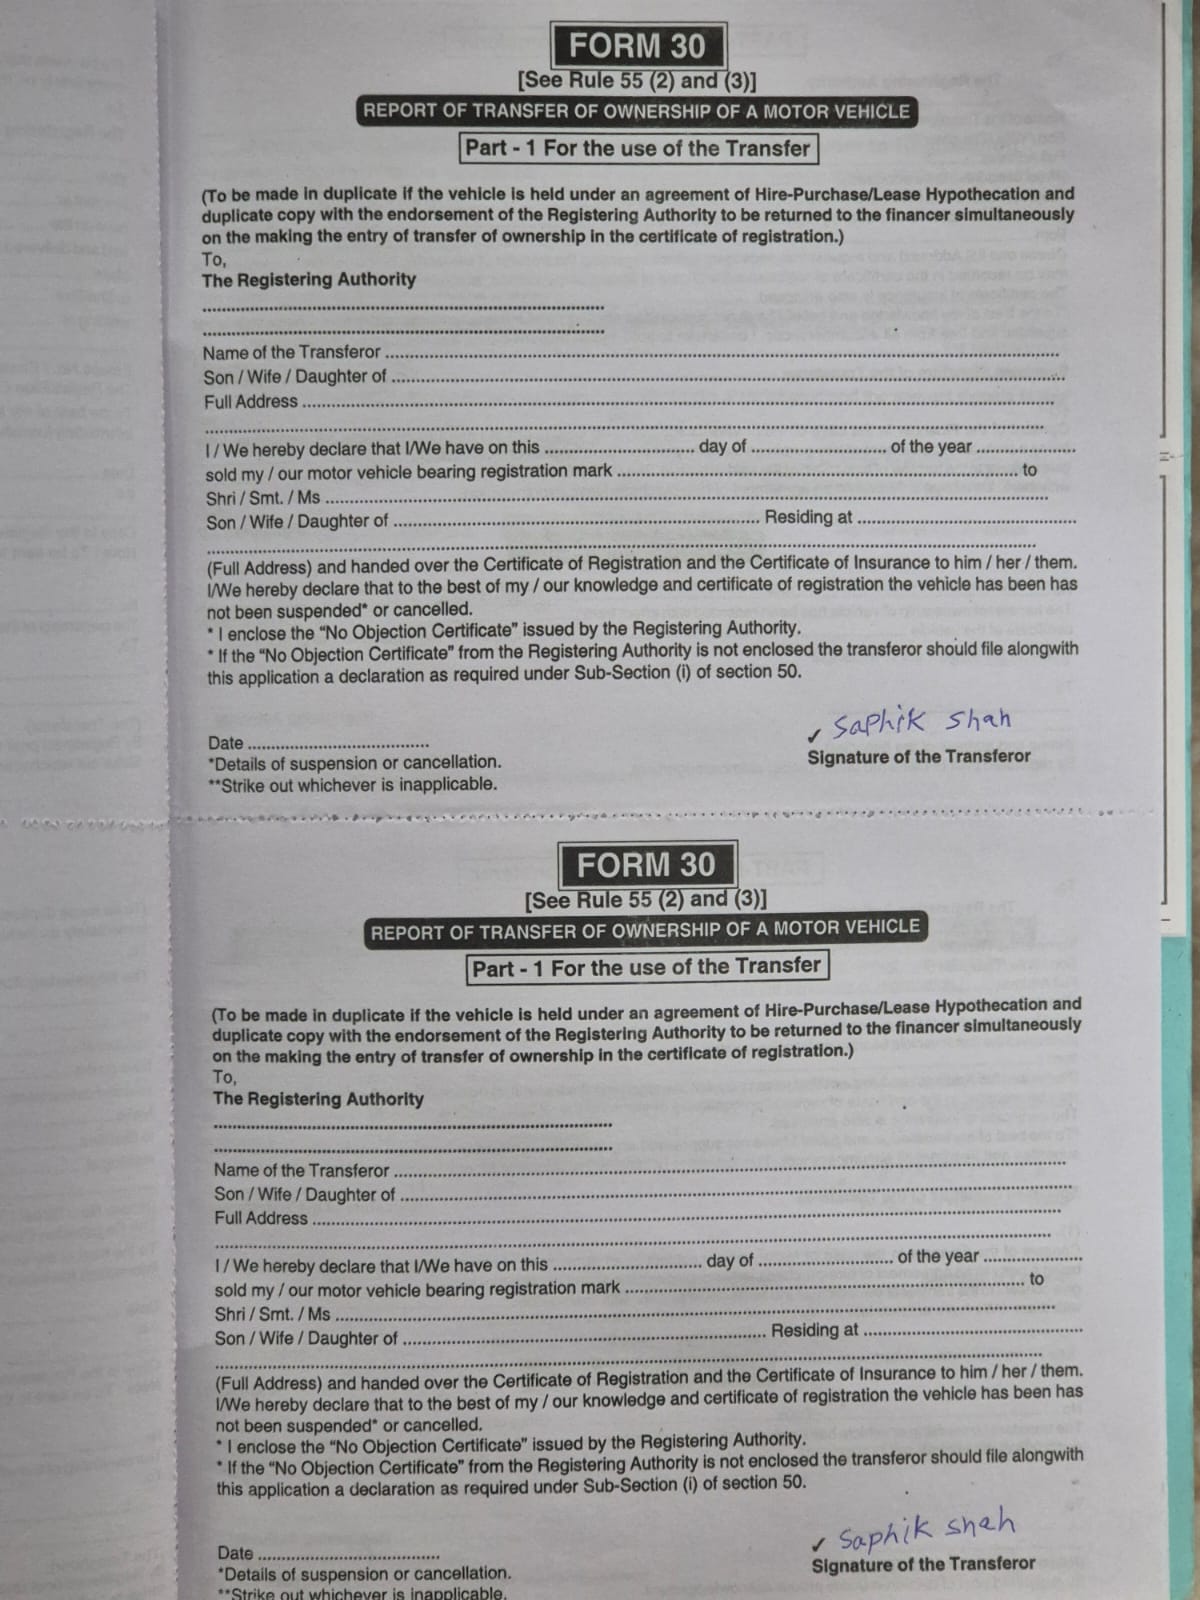 FORM 30
[See Rule 55 (2) and (3)]
REPORT OF TRANSFER OF OWNERSHIP OF A MOTOR VEHICLE
Part - 1 For the use of the Transfer
(To be made in duplicate if the vehicle is held under an agreement of Hire-Purchase/Lease Hypothecation and
duplicate copy with the endorsement of the Registering Authority to be returned to the financer simultaneously
on the making the entry of transfer of ownership in the certificate of registration.)
To,
The Registering Authority
Name of the Transferor
Son / Wife / Daughter of
Full Address
I / We hereby declare that I/We have on this ........ day of ........ of the year ........
sold my / our motor vehicle bearing registration mark ........ to
Shri / Smt. / Ms
Son / Wife / Daughter of ........ Residing at ........
(Full Address) and handed over the Certificate of Registration and the Certificate of Insurance to him / her / them.
I/We hereby declare that to the best of my / our knowledge and certificate of registration the vehicle has been has
not been suspended* or cancelled.
* I enclose the “No Objection Certificate” issued by the Registering Authority.
* If the “No Objection Certificate” from the Registering Authority is not enclosed the transferor should file alongwith
this application a declaration as required under Sub-Section (i) of section 50.
✓ Saphik Shah
Date ........ Signature of the Transferor
*Details of suspension or cancellation.
**Strike out whichever is inapplicable.
FORM 30
[See Rule 55 (2) and (3)]
REPORT OF TRANSFER OF OWNERSHIP OF A MOTOR VEHICLE
Part - 1 For the use of the Transfer
(To be made in duplicate if the vehicle is held under an agreement of Hire-Purchase/Lease Hypothecation and
duplicate copy with the endorsement of the Registering Authority to be returned to the financer simultaneously
on the making the entry of transfer of ownership in the certificate of registration.)
To,
The Registering Authority
Name of the Transferor
Son / Wife / Daughter of
Full Address
I / We hereby declare that I/We have on this ........ day of ........ of the year ........
sold my / our motor vehicle bearing registration mark ........ to
Shri / Smt. / Ms
Son / Wife / Daughter of ........ Residing at ........
(Full Address) and handed over the Certificate of Registration and the Certificate of Insurance to him / her / them.
I/We hereby declare that to the best of my / our knowledge and certificate of registration the vehicle has been has
not been suspended* or cancelled.
* I enclose the “No Objection Certificate” issued by the Registering Authority.
* If the “No Objection Certificate” from the Registering Authority is not enclosed the transferor should file alongwith
this application a declaration as required under Sub-Section (i) of section 50.
✓ Saphik Shah
Date ........ Signature of the Transferor
*Details of suspension or cancellation.
**Strike out whichever is inapplicable.